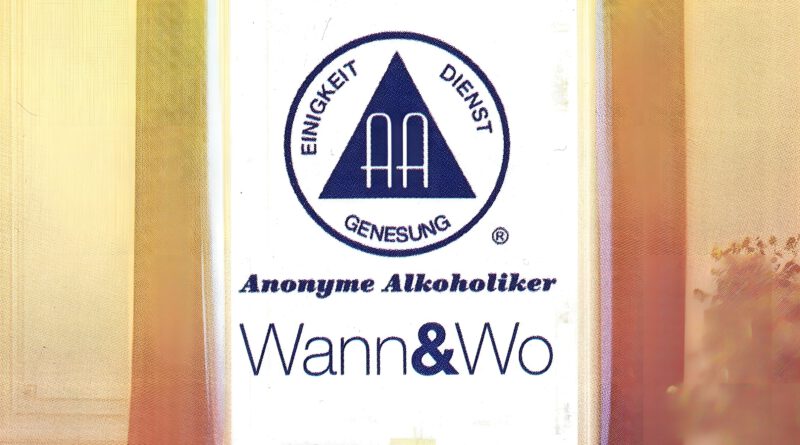 EINIGKEIT
DIENST
AA
GENESUNG
®
Anonyme Alkoholiker
Wann&Wo